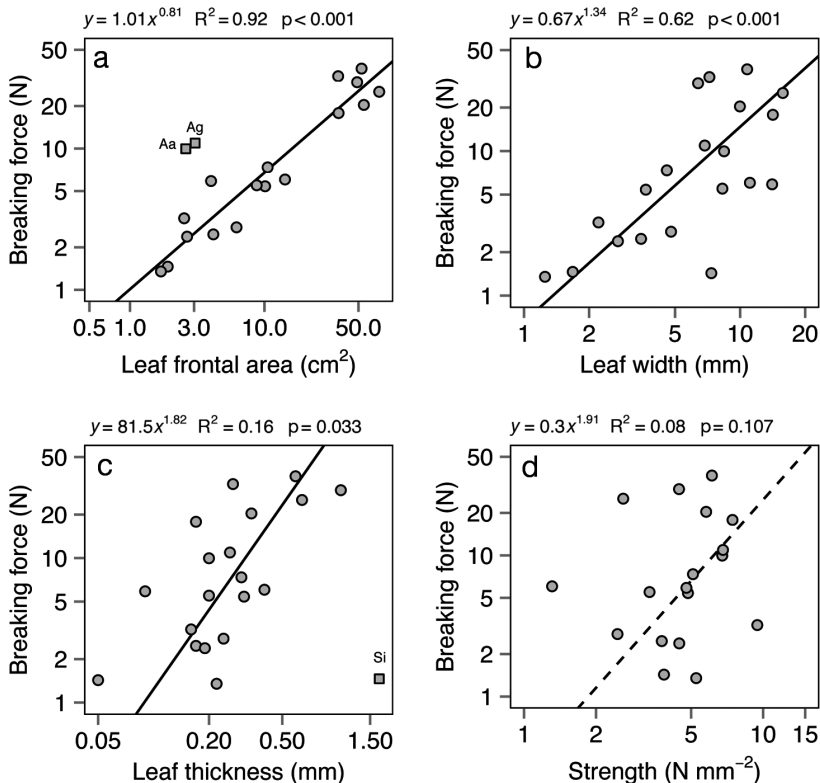 y = 1.01x^0.81 R² = 0.92 p < 0.001
a
Breaking force (N)
50
20
10
5
2
1
Ag
Aa
0.5 1.0 3.0 10.0 50.0
Leaf frontal area (cm²)
y = 0.67x^1.34 R² = 0.62 p < 0.001
b
Breaking force (N)
50
20
10
5
2
1
1 2 5 10 20
Leaf width (mm)
y = 81.5x^1.82 R² = 0.16 p = 0.033
c
Breaking force (N)
50
20
10
5
2
1
Si
0.05 0.20 0.50 1.50
Leaf thickness (mm)
y = 0.3x^1.91 R² = 0.08 p = 0.107
d
Breaking force (N)
50
20
10
5
2
1
1 2 5 10 15
Strength (N mm⁻²)